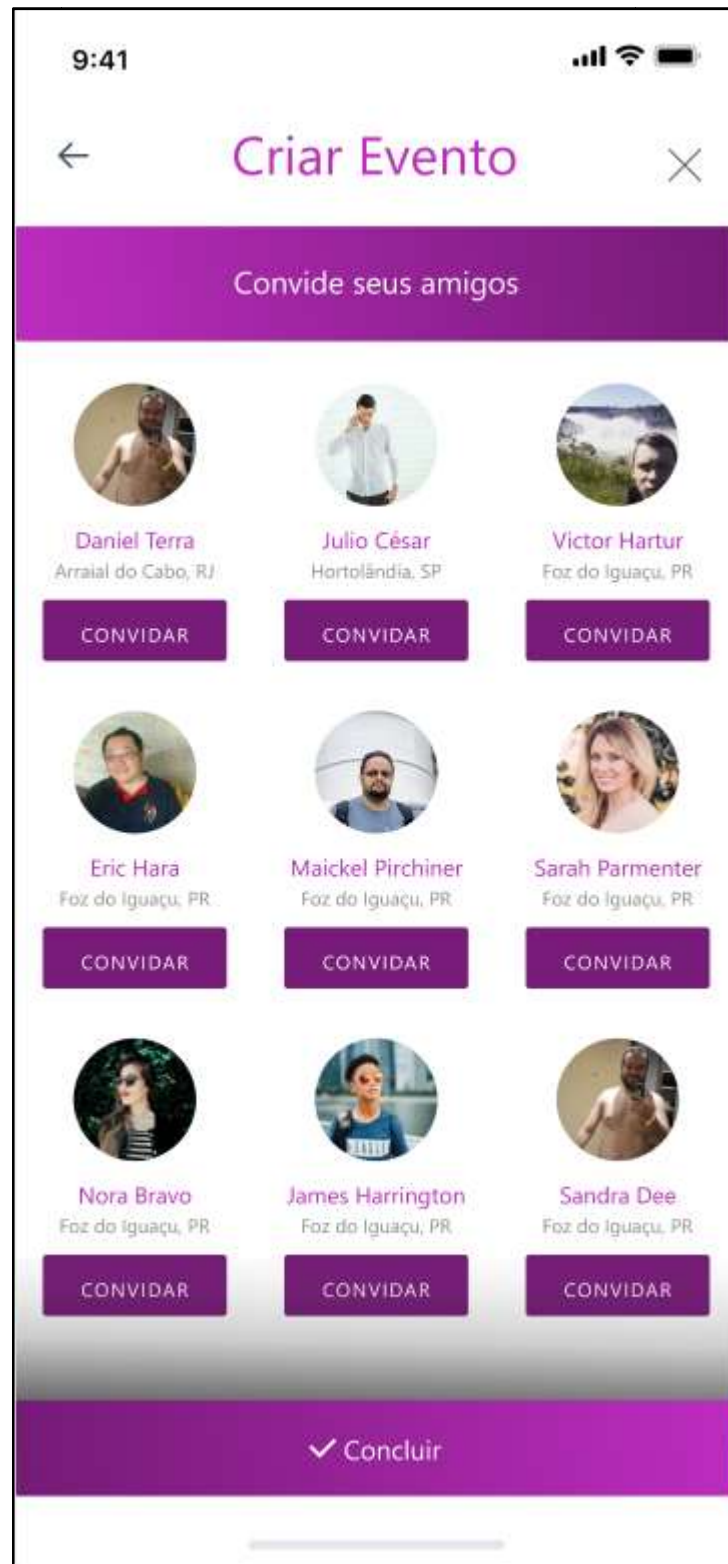 9:41
Criar Evento
Convide seus amigos
Daniel Terra
Arraial do Cabo, RJ
CONVIDAR
Julio César
Hortolândia, SP
CONVIDAR
Victor Hartur
Foz do Iguaçu, PR
CONVIDAR
Eric Hara
Foz do Iguaçu, PR
CONVIDAR
Maickel Pirchiner
Foz do Iguaçu, PR
CONVIDAR
Sarah Parmenter
Foz do Iguaçu, PR
CONVIDAR
Nora Bravo
Foz do Iguaçu, PR
CONVIDAR
James Harrington
Foz do Iguaçu, PR
CONVIDAR
Sandra Dee
Foz do Iguaçu, PR
CONVIDAR
Concluir